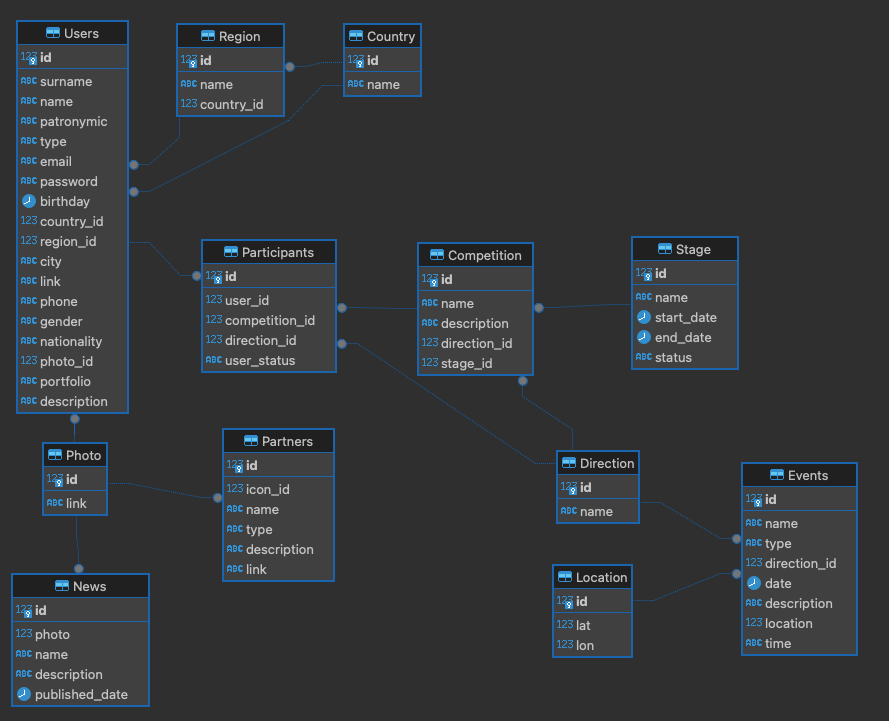 Users
123 id
ABC surname
ABC name
ABC patronymic
ABC type
ABC email
ABC password
birthday
123 country_id
123 region_id
ABC city
ABC link
ABC phone
ABC gender
ABC nationality
123 photo_id
ABC portfolio
ABC description
Region
123 id
ABC name
123 country_id
Country
123 id
ABC name
Participants
123 id
123 user_id
123 competition_id
123 direction_id
ABC user_status
Competition
123 id
ABC name
ABC description
123 direction_id
123 stage_id
Stage
123 id
ABC name
start_date
end_date
ABC status
Photo
123 id
ABC link
Partners
123 id
123 icon_id
ABC name
ABC type
ABC description
ABC link
Direction
123 id
ABC name
Events
123 id
ABC name
ABC type
123 direction_id
date
ABC description
123 location
ABC time
Location
123 id
123 lat
123 lon
News
123 id
123 photo
ABC name
ABC description
published_date